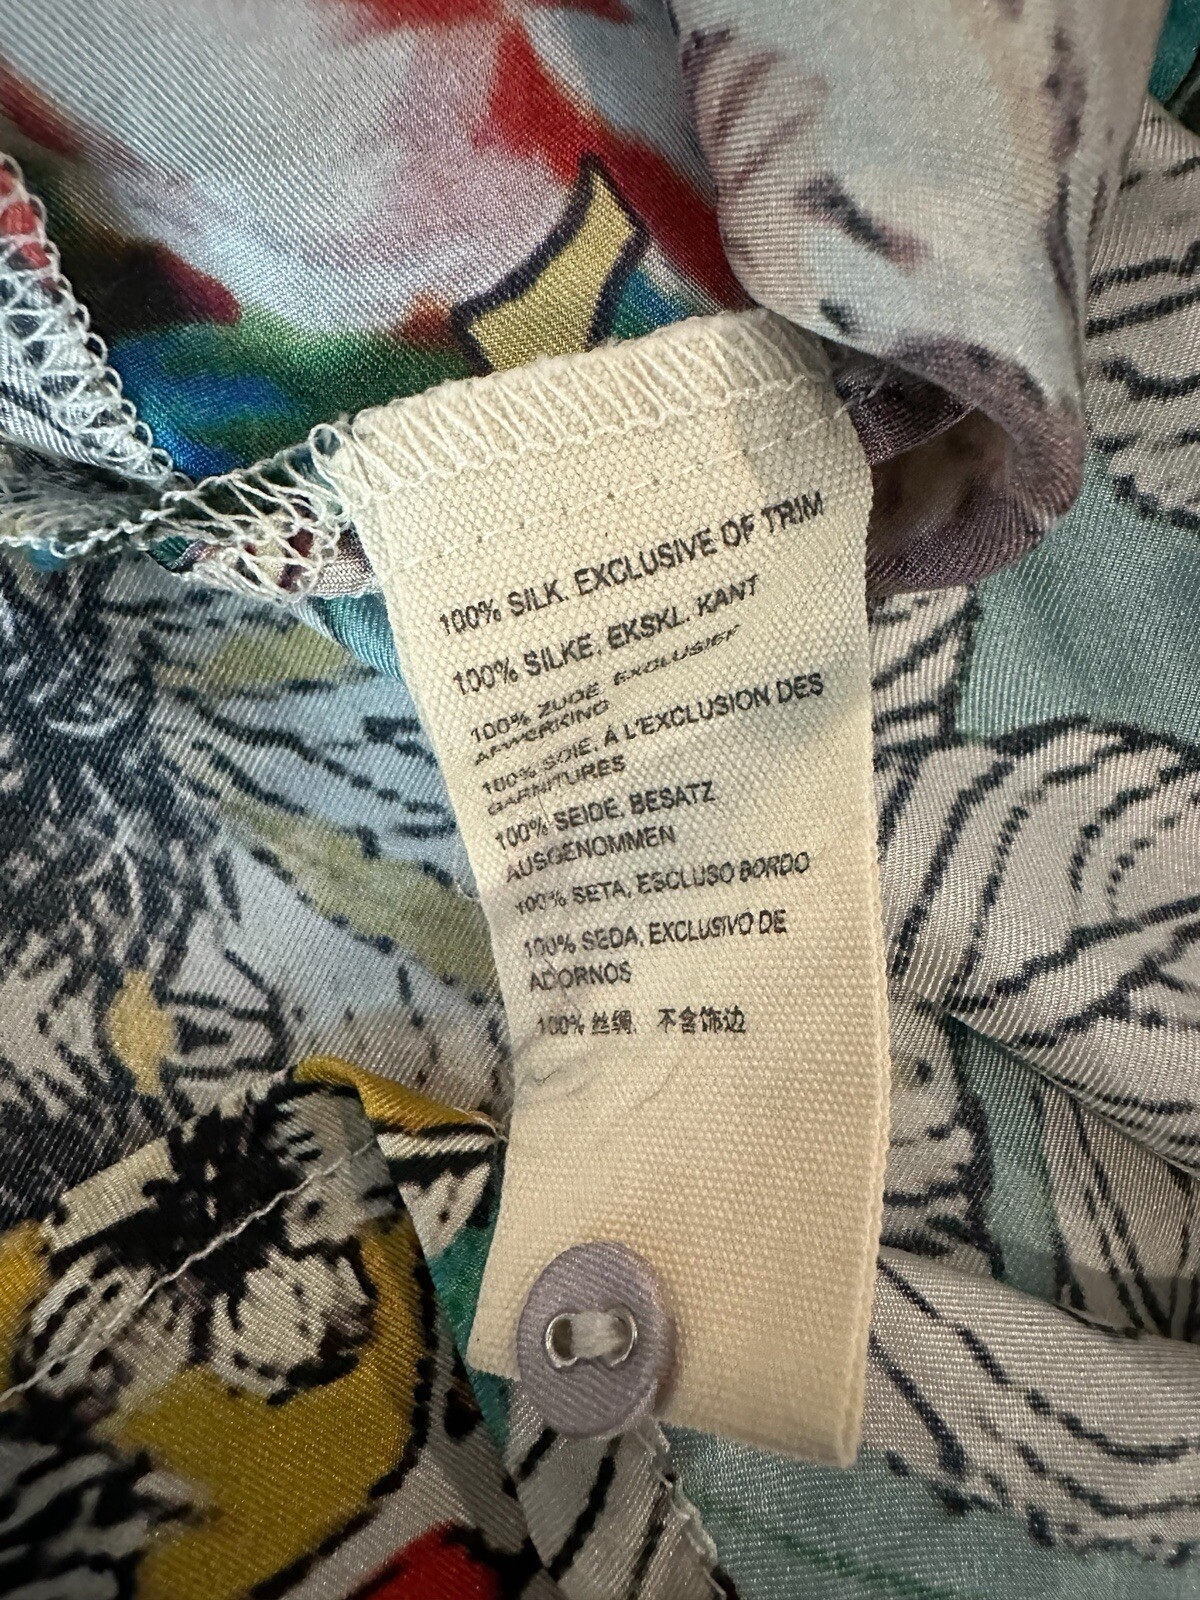 100% SILK. EXCLUSIVE OF TRIM
100% SILKE. EKSKL. KANT
100% ZIJDE. EXCLUSIEF
AFWERKING
100% SOIE. À L'EXCLUSION DES
GARNITURES
100% SEIDE. BESATZ
AUSGENOMMEN
100% SETA, ESCLUSO BORDO
100% SEDA, EXCLUSIVO DE
ADORNOS
100% 丝绸, 不含饰边